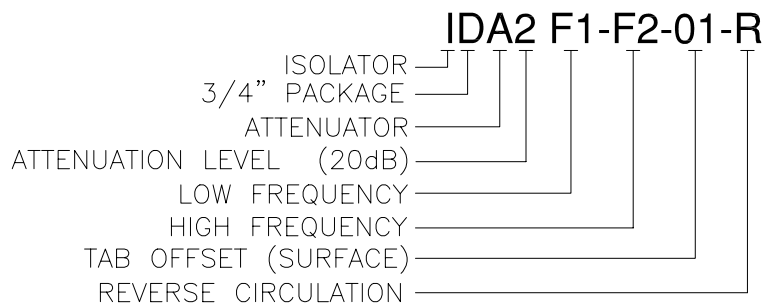 IDA2 F1-F2-01-R
ISOLATOR
3/4” PACKAGE
ATTENUATOR
ATTENUATION LEVEL (20dB)
LOW FREQUENCY
HIGH FREQUENCY
TAB OFFSET (SURFACE)
REVERSE CIRCULATION